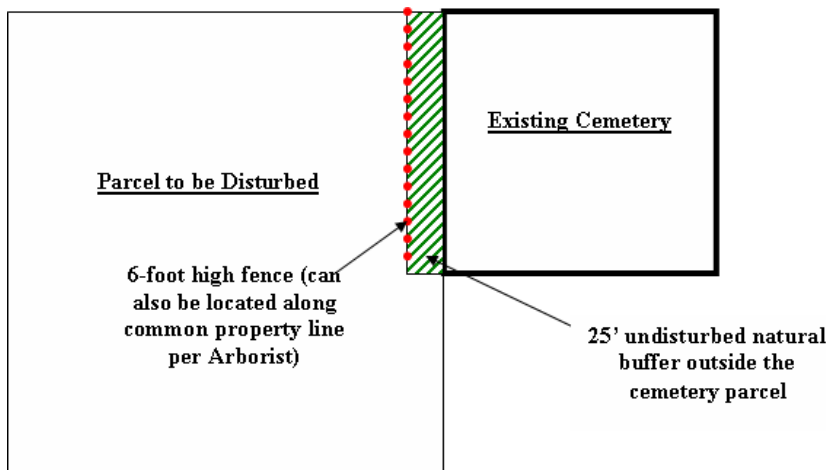 Existing Cemetery
Parcel to be Disturbed
6-foot high fence (can
also be located along
common property line
per Arborist)
25' undisturbed natural
buffer outside the
cemetery parcel